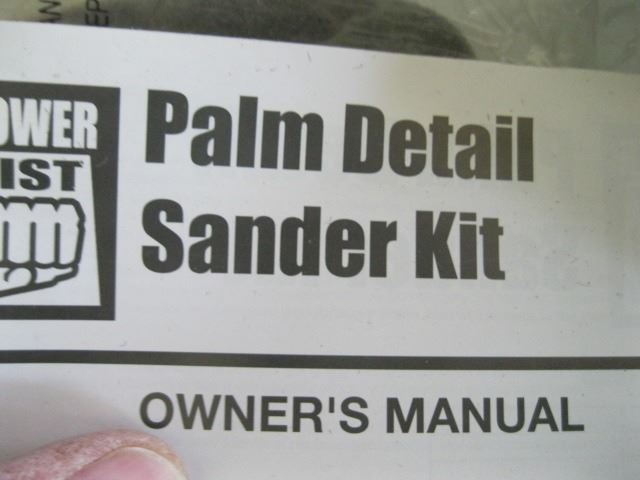 OWER
IST
Palm Detail
Sander Kit
OWNER'S MANUAL